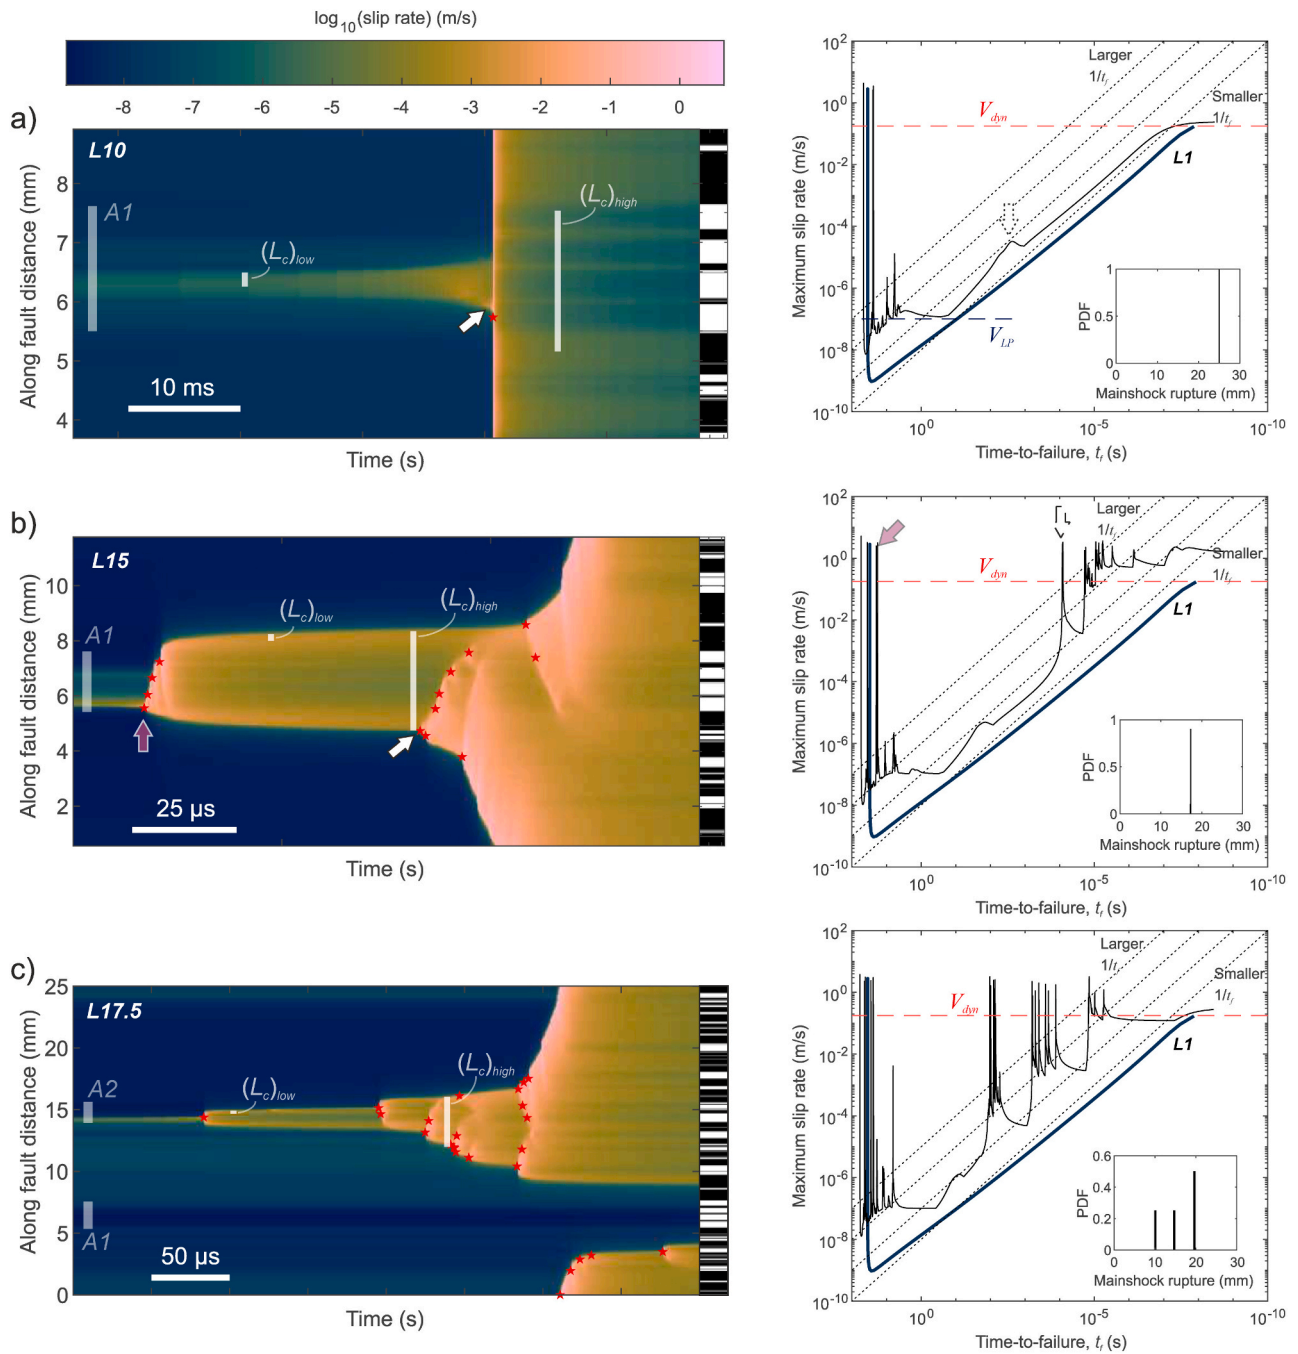 log10(slip rate) (m/s)
-8 -7 -6 -5 -4 -3 -2 -1 0
a)
L10
A1
(Lc)low
(Lc)high
10 ms
8
7
6
5
4
Along fault distance (mm)
Time (s)
10^2
10^0
10^-2
10^-4
10^-6
10^-8
10^-10
Maximum slip rate (m/s)
Larger
1/tf
Smaller
1/tf
Vdyn
L1
VLP
1
0.5
0
PDF
0 10 20 30
Mainshock rupture (mm)
10^0 10^-5 10^-10
Time-to-failure, tf (s)
b)
L15
A1
(Lc)low
(Lc)high
25 µs
10
8
6
4
2
Along fault distance (mm)
Time (s)
10^2
10^0
10^-2
10^-4
10^-6
10^-8
10^-10
Maximum slip rate (m/s)
Larger
1/tf
Smaller
1/tf
Vdyn
L1
1
0.5
0
PDF
0 10 20 30
Mainshock rupture (mm)
10^0 10^-5 10^-10
Time-to-failure, tf (s)
c)
L17.5
A2
(Lc)low
(Lc)high
A1
50 µs
25
20
15
10
5
0
Along fault distance (mm)
Time (s)
10^2
10^0
10^-2
10^-4
10^-6
10^-8
10^-10
Maximum slip rate (m/s)
Larger
1/tf
Smaller
1/tf
Vdyn
L1
0.6
0.4
0.2
0
PDF
0 10 20 30
Mainshock rupture (mm)
10^0 10^-5 10^-10
Time-to-failure, tf (s)